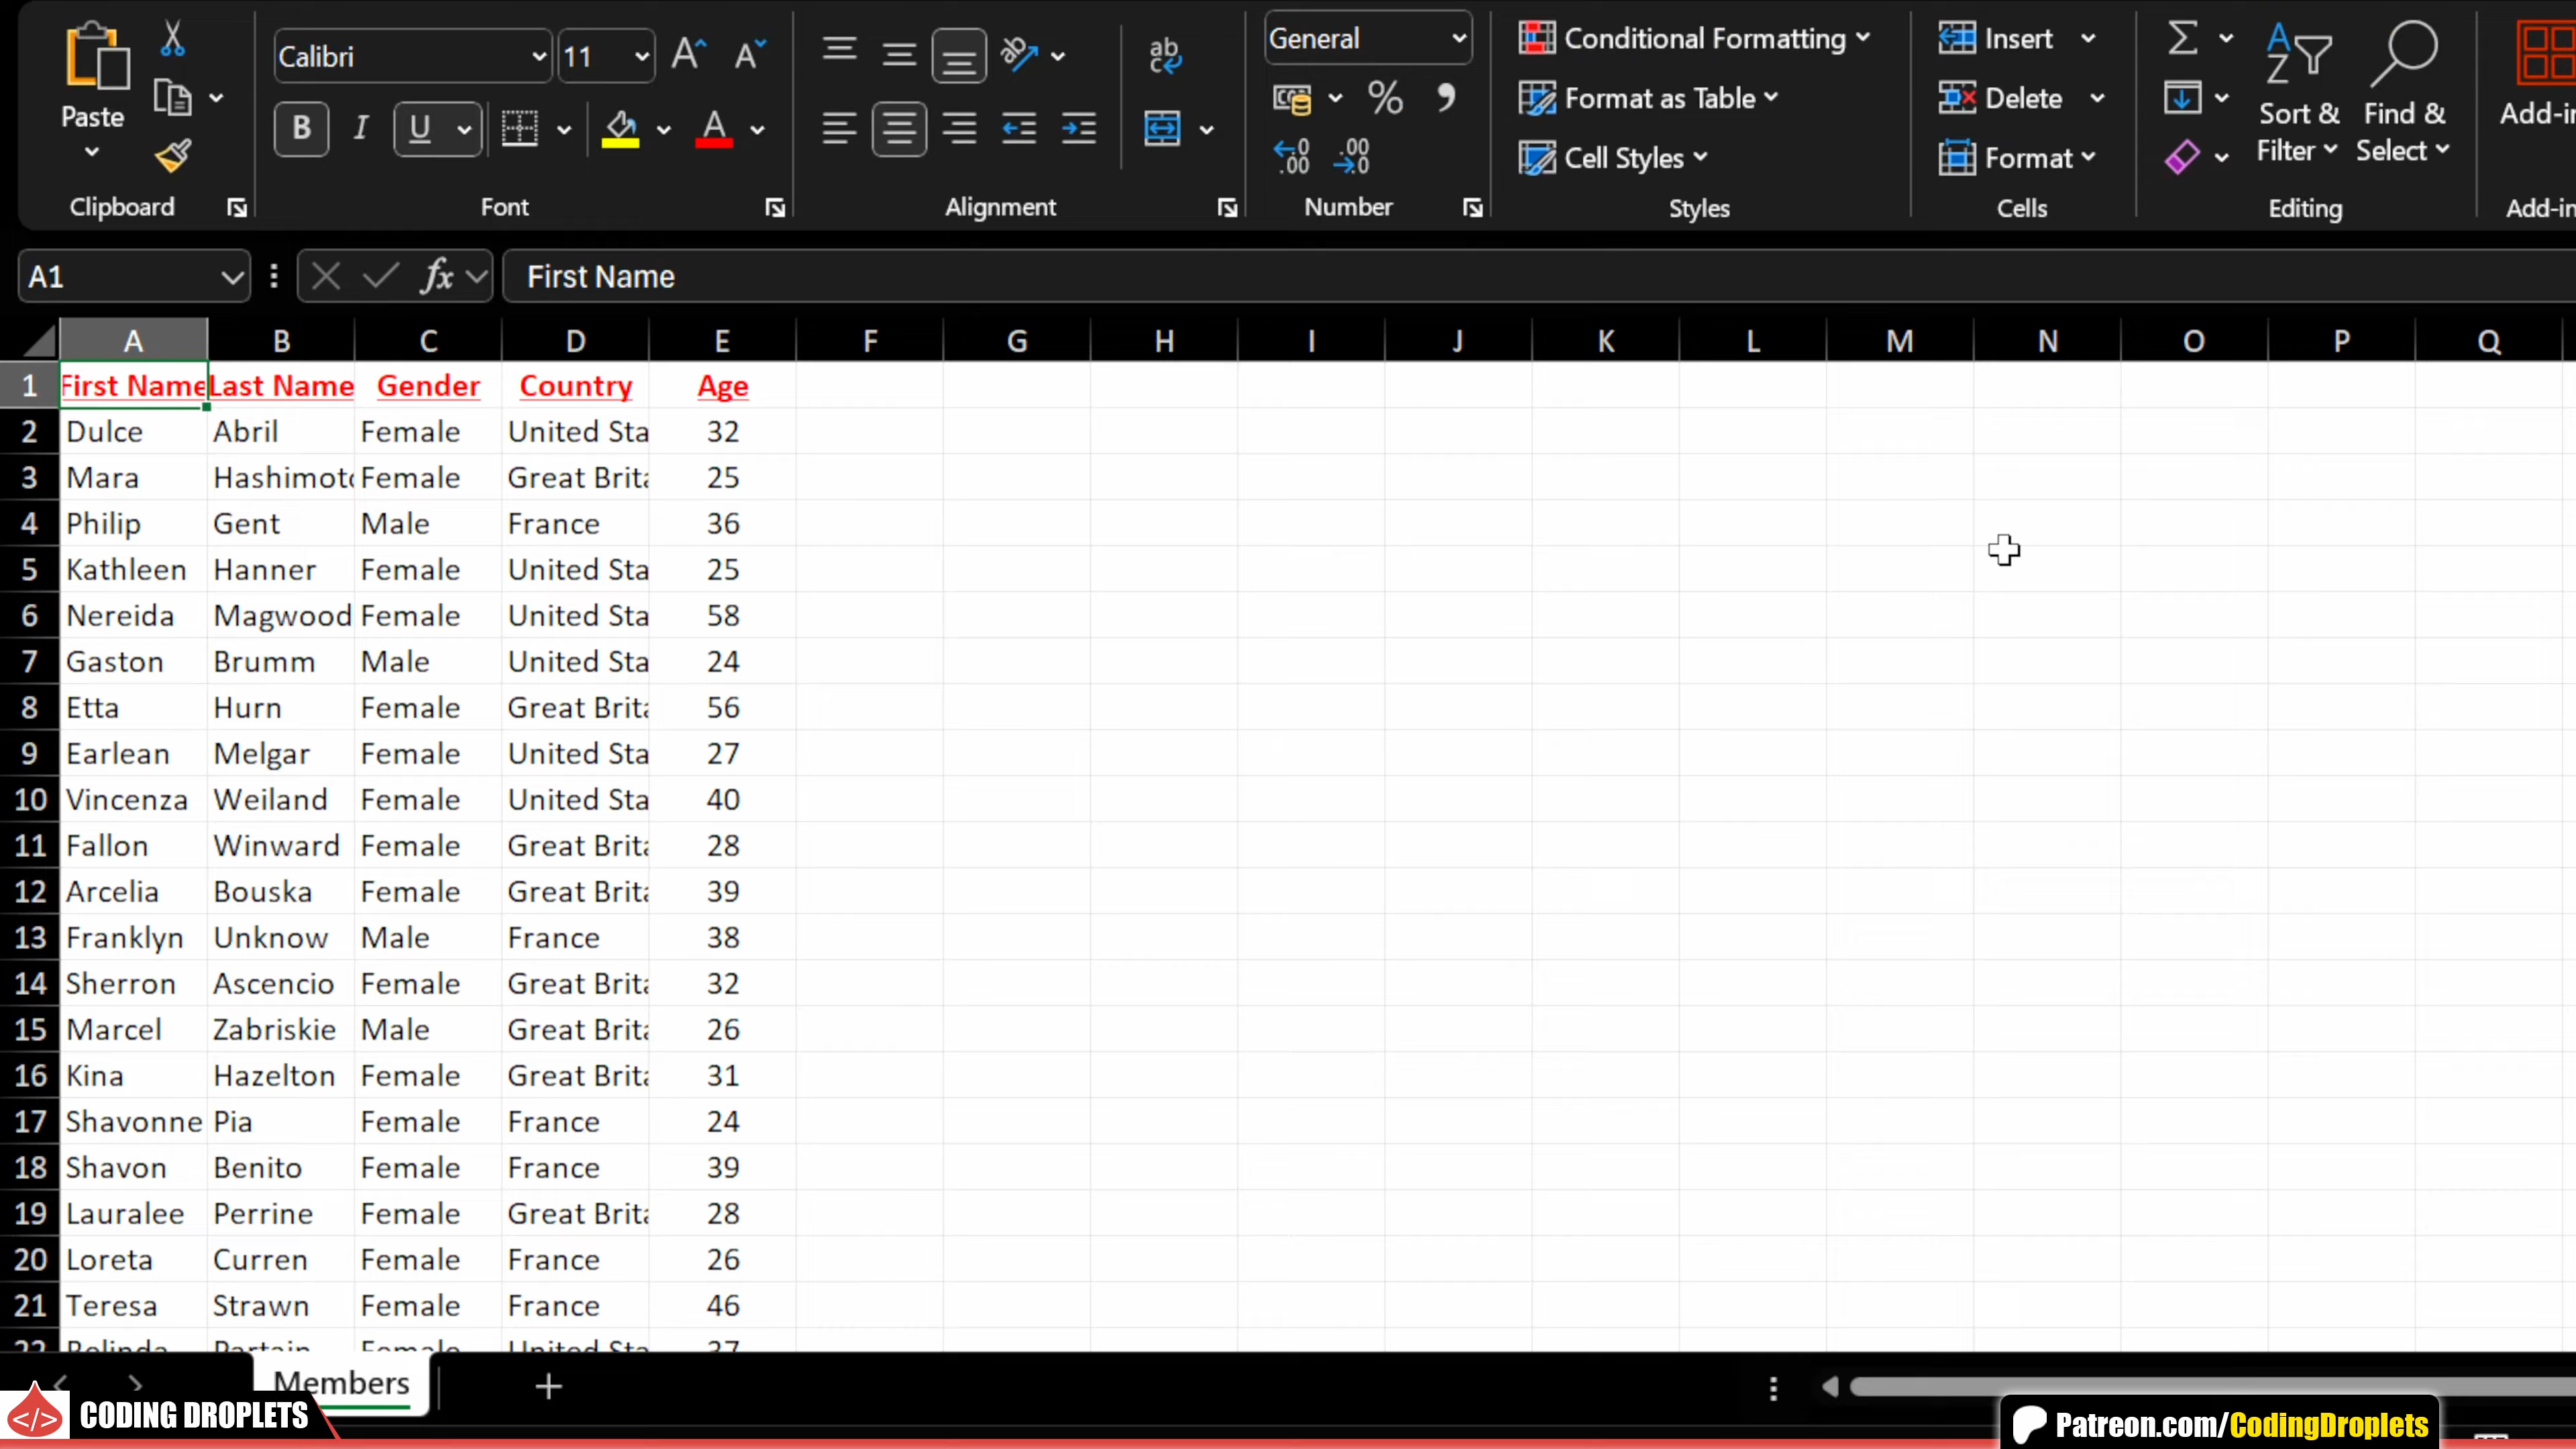 Paste
Clipboard
Calibri 11
B I U A
Font
ab
c
Alignment
General
% 9
.00 .00
Number
Conditional Formatting
Format as Table
Cell Styles
Styles
Insert
Delete
Format
Cells
Sort & Filter
Find & Select
Editing
A1 fx First Name
A B C D E F G H I J K L M N O P Q
1 First Name Last Name Gender Country Age
2 Dulce Abril Female United Sta 32
3 Mara Hashimoto Female Great Brita 25
4 Philip Gent Male France 36
5 Kathleen Hanner Female United Sta 25
6 Nereida Magwood Female United Sta 58
7 Gaston Brumm Male United Sta 24
8 Etta Hurn Female Great Brita 56
9 Earlean Melgar Female United Sta 27
10 Vincenza Weiland Female United Sta 40
11 Fallon Winward Female Great Brita 28
12 Arcelia Bouska Female Great Brita 39
13 Franklyn Unknow Male France 38
14 Sherron Ascencio Female Great Brita 32
15 Marcel Zabriskie Male Great Brita 26
16 Kina Hazelton Female Great Brita 31
17 Shavonne Pia Female France 24
18 Shavon Benito Female France 39
19 Lauralee Perrine Female Great Brita 28
20 Loreta Curren Female France 26
21 Teresa Strawn Female France 46
22 Belinda Partain Female United Sta 37
Members
CODING DROPLETS
Patreon.com/CodingDroplets